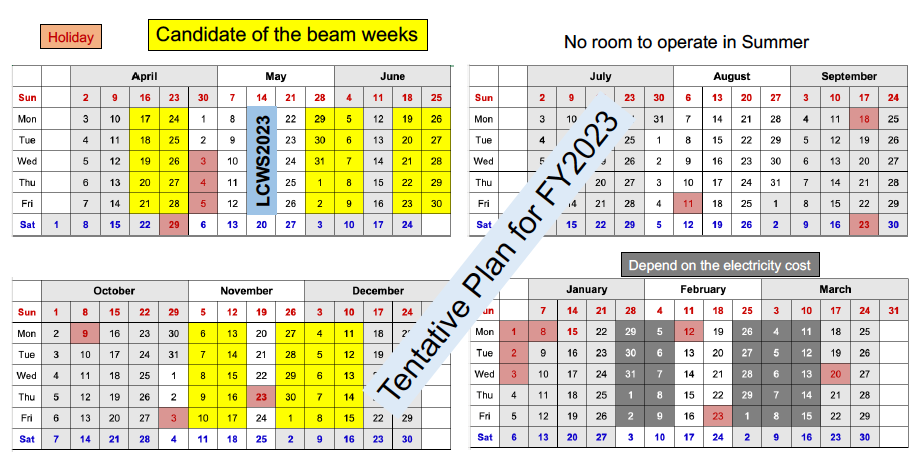 Holiday
Candidate of the beam weeks
No room to operate in Summer
April May June
Sun 2 9 16 23 30 7 14 21 28 4 11 18 25
Mon 3 10 17 24 1 8 22 29 5 12 19 26
Tue 4 11 18 25 2 9 23 30 6 13 20 27
Wed 5 12 19 26 3 10 24 31 7 14 21 28
Thu 6 13 20 27 4 11 25 1 8 15 22 29
Fri 7 14 21 28 5 12 26 2 9 16 23 30
Sat 1 8 15 22 29 6 13 20 27 3 10 17 24
LCWS2023
July August September
Sun 2 9 23 30 6 13 20 27 3 10 17 24
Mon 3 10 31 7 14 21 28 4 11 18 25
Tue 4 1 8 15 22 29 5 12 19 26
Wed 5 26 2 9 16 23 30 6 13 20 27
Thu 20 27 3 10 17 24 31 7 14 21 28
Fri 14 21 28 4 11 18 25 1 8 15 22 29
Sat 15 22 29 5 12 19 26 2 9 16 23 30
Tentative Plan for FY2023
Depend on the electricity cost
October November December
Sun 1 8 15 22 29 5 12 19 26 3 10 17 24
Mon 2 9 16 23 30 6 13 20 27 4 11 18
Tue 3 10 17 24 31 7 14 21 28 5 12 19
Wed 4 11 18 25 1 8 15 22 29 6 13
Thu 5 12 19 26 2 9 16 23 30 7 14
Fri 6 13 20 27 3 10 17 24 1 8 15 22 29
Sat 7 14 21 28 4 11 18 25 2 9 16 23 30
January February March
7 14 21 28 4 11 18 25 3 10 17 24 31
Mon 1 8 15 22 29 5 12 19 26 4 11 18 25
Tue 2 9 16 23 30 6 13 20 27 5 12 19 26
Wed 3 10 17 24 31 7 14 21 28 6 13 20 27
Thu 4 11 18 25 1 8 15 22 29 7 14 21 28
Fri 5 12 19 26 2 9 16 23 1 8 15 22 29
Sat 6 13 20 27 3 10 17 24 2 9 16 23 30